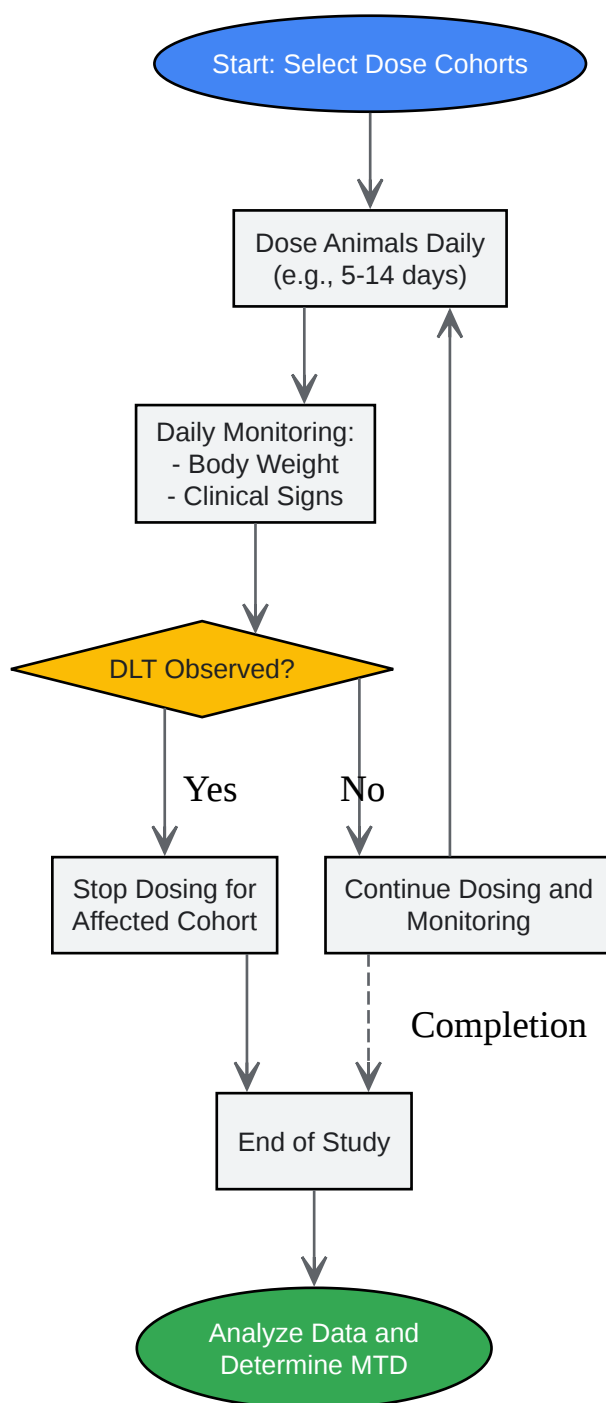 Start: Select Dose Cohorts
Dose Animals Daily
(e.g., 5-14 days)
Daily Monitoring:
- Body Weight
- Clinical Signs
DLT Observed?
Yes
No
Stop Dosing for
Affected Cohort
Continue Dosing and
Monitoring
Completion
End of Study
Analyze Data and
Determine MTD